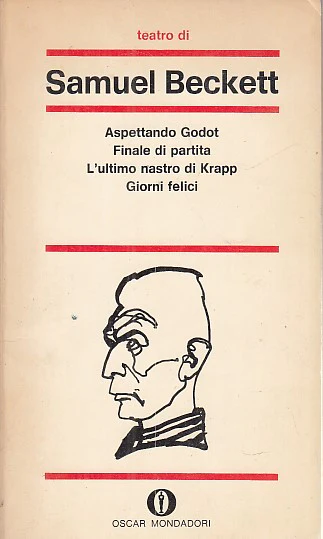 teatro di
Samuel Beckett
Aspettando Godot
Finale di partita
L'ultimo nastro di Krapp
Giorni felici
OSCAR MONDADORI